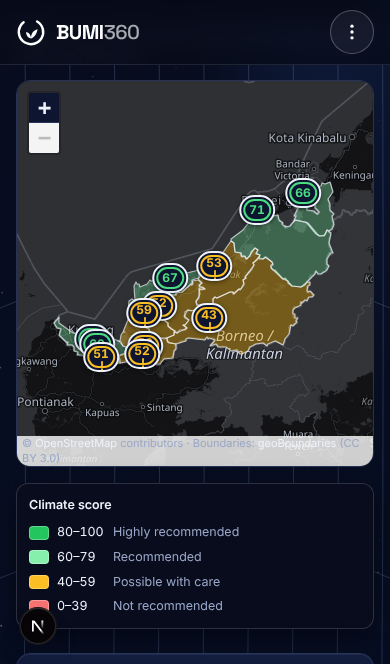 BUMI360
+
−
Kota Kinabalu
Bandar
Victoria
Keningau
66
71
67
53
59
43
51
52
Borneo /
Kalimantan
Pontianak
Kapuas
Sintang
Muara
© OpenStreetMap contributors · Boundaries: geoBoundaries (CC
BY 3.0)
Climate score
80–100 Highly recommended
60–79 Recommended
40–59 Possible with care
0–39 Not recommended
N